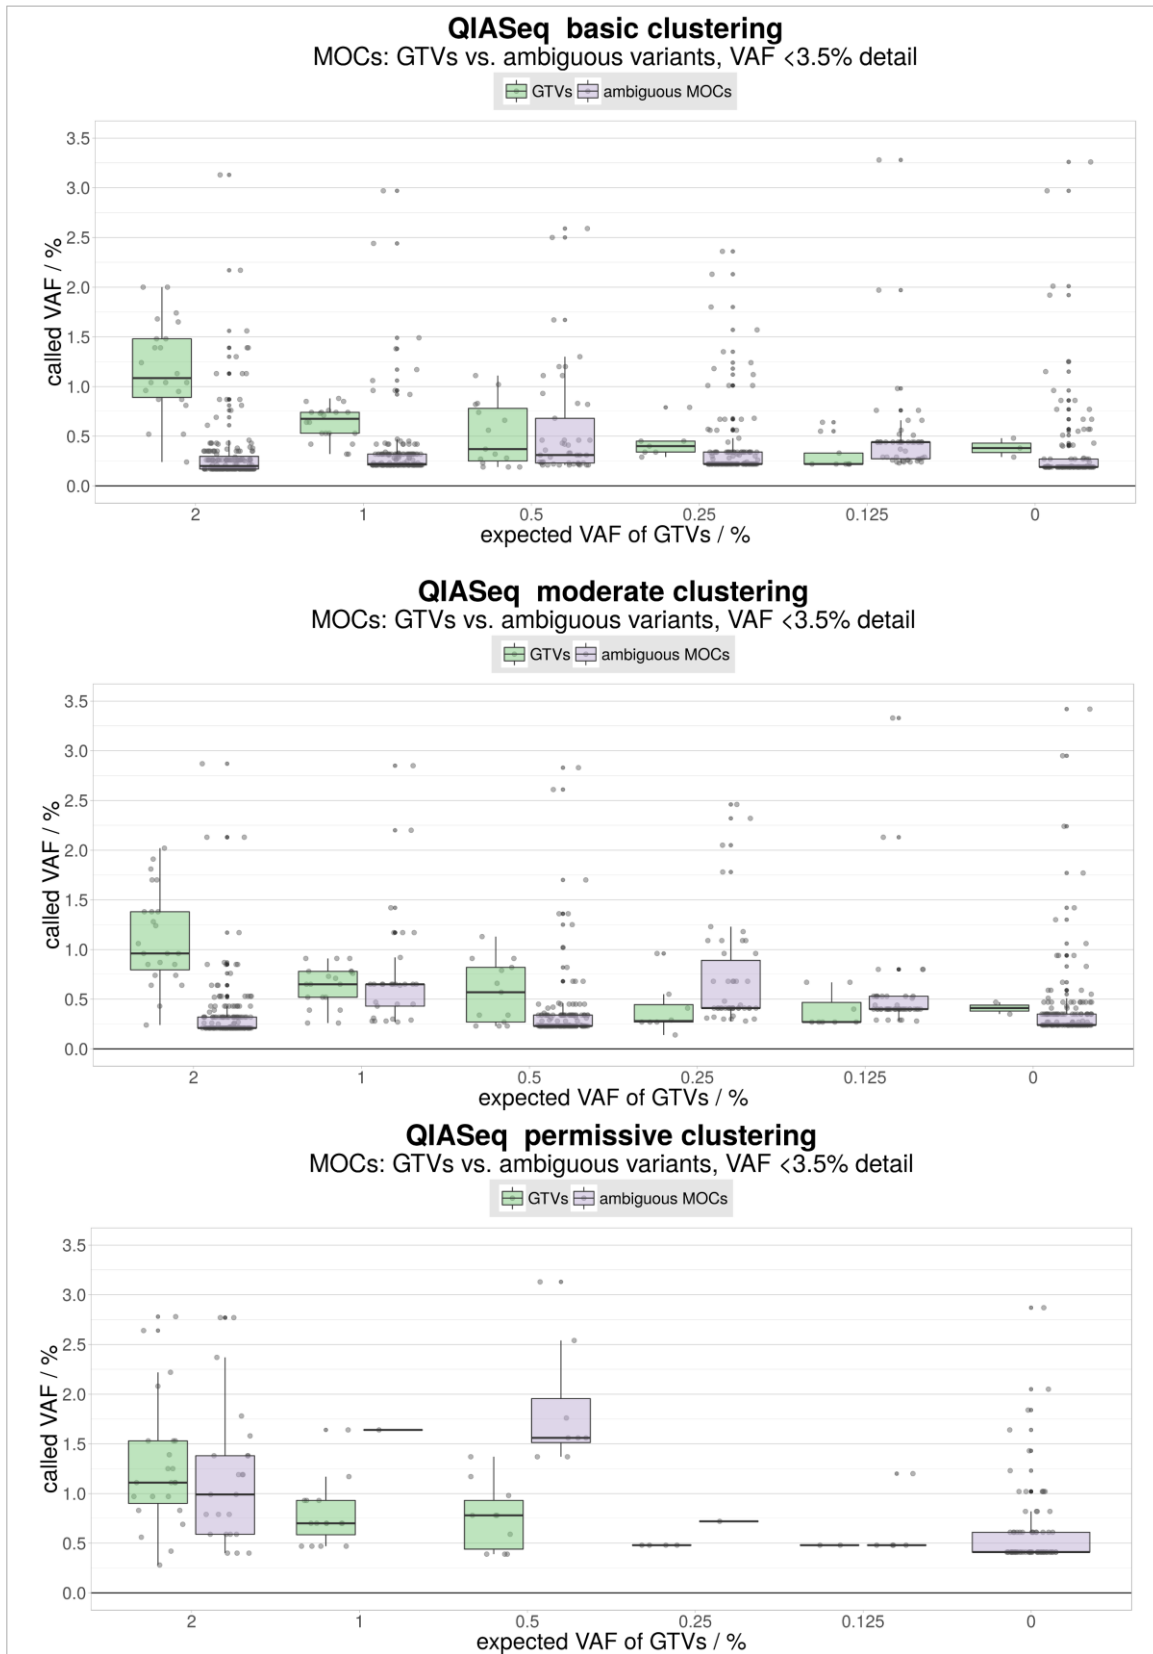 QIASeq basic clustering
MOCs: GTVs vs. ambiguous variants, VAF <3.5% detail
GTVs ambiguous MOCs
called VAF / %
3.5
3.0
2.5
2.0
1.5
1.0
0.5
0.0
2 1 0.5 0.25 0.125 0
expected VAF of GTVs / %
QIASeq moderate clustering
MOCs: GTVs vs. ambiguous variants, VAF <3.5% detail
GTVs ambiguous MOCs
called VAF / %
3.5
3.0
2.5
2.0
1.5
1.0
0.5
0.0
2 1 0.5 0.25 0.125 0
expected VAF of GTVs / %
QIASeq permissive clustering
MOCs: GTVs vs. ambiguous variants, VAF <3.5% detail
GTVs ambiguous MOCs
called VAF / %
3.5
3.0
2.5
2.0
1.5
1.0
0.5
0.0
2 1 0.5 0.25 0.125 0
expected VAF of GTVs / %